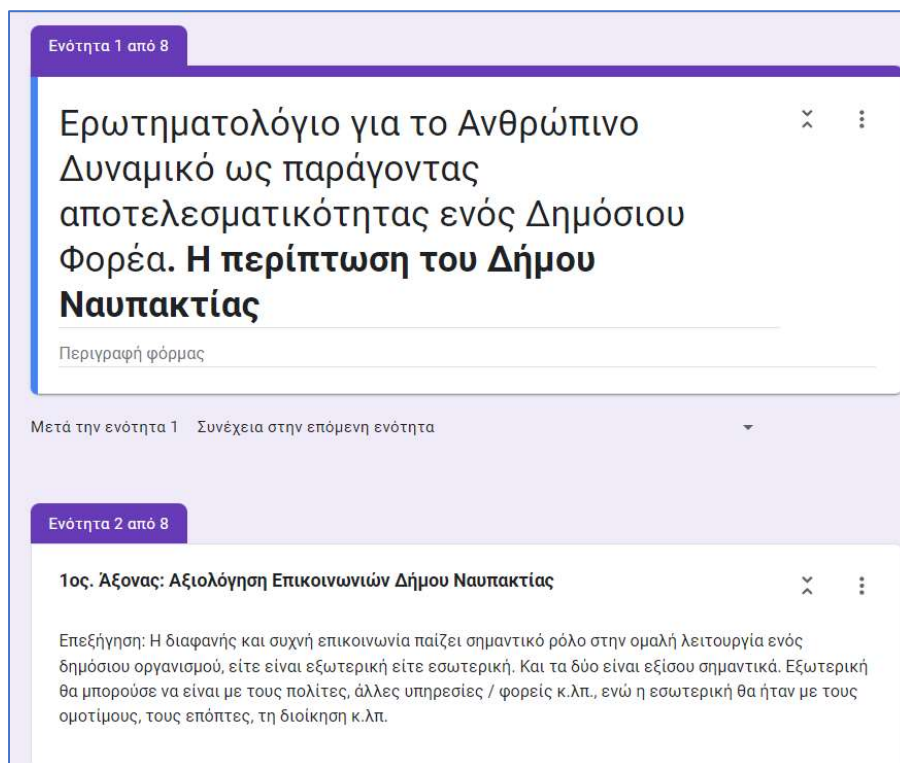 Ενότητα 1 από 8
Ερωτηματολόγιο για το Ανθρώπινο
Δυναμικό ως παράγοντας
αποτελεσματικότητας ενός Δημόσιου
Φορέα. Η περίπτωση του Δήμου
Ναυπακτίας
Περιγραφή φόρμας
Μετά την ενότητα 1 Συνέχεια στην επόμενη ενότητα
Ενότητα 2 από 8
1ος. Άξονας: Αξιολόγηση Επικοινωνιών Δήμου Ναυπακτίας
Επεξήγηση: Η διαφανής και συχνή επικοινωνία παίζει σημαντικό ρόλο στην ομαλή λειτουργία ενός
δημόσιου οργανισμού, είτε είναι εξωτερική είτε εσωτερική. Και τα δύο είναι εξίσου σημαντικά. Εξωτερική
θα μπορούσε να είναι με τους πολίτες, άλλες υπηρεσίες / φορείς κ.λπ., ενώ η εσωτερική θα ήταν με τους
ομοτίμους, τους επόπτες, τη διοίκηση κ.λπ.